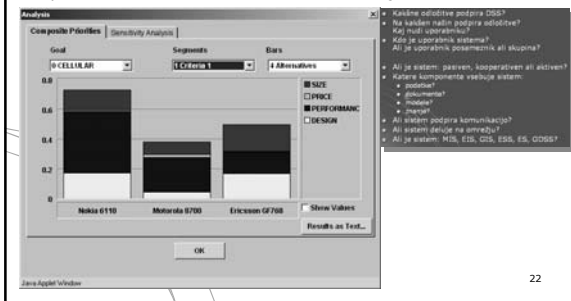 Analysis
Composite Priorities
Sensitivity Analysis
Goal
Segments
Bars
0 CELLULAR
1 Criteria 1
4 Alternatives
0.8
0.6
0.4
0.2
0
Nokia 6110
Motorola 8700
Ericsson GF768
SIZE
PRICE
PERFORMANC
DESIGN
Show Values
Results as Text...
OK
Java Applet Window
Kakšne odločitve podpira DSS?
Na kakšen način podpira odločitve?
Kaj nudi uporabniku?
Kdo je uporabnik sistema?
Ali je uporabnik posameznik ali skupina?
Ali je sistem: pasiven, kooperativen ali aktiven?
Katere komponente vsebuje sistem:
podatke?
dokumente?
modele?
znanje?
Ali sistem podpira komunikacijo?
Ali sistem deluje na omrežju?
Ali je sistem: MIS, EIS, GIS, ESS, ES, GDSS?
22